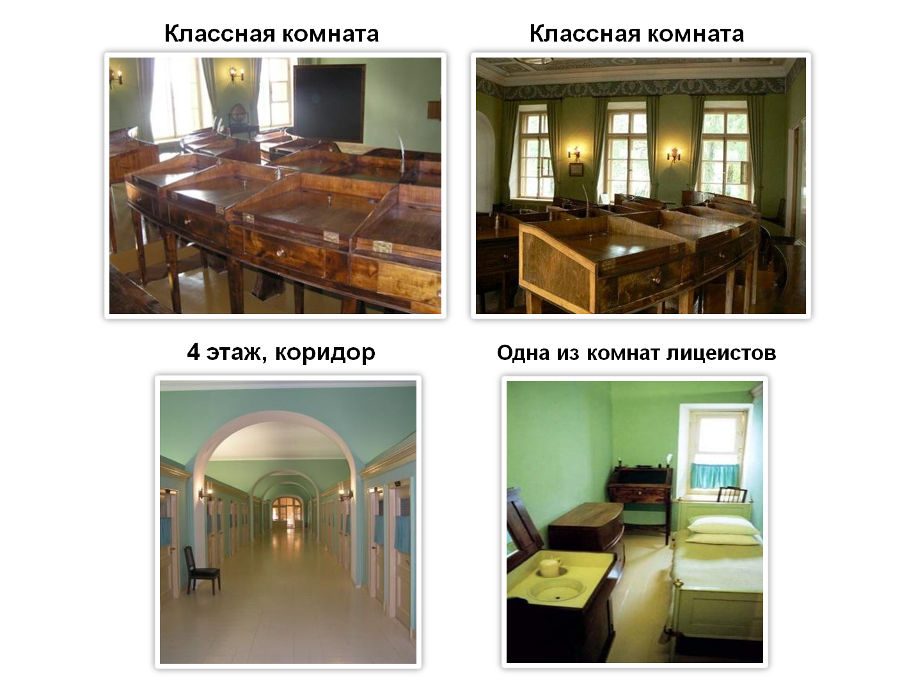 Классная комната
Классная комната
4 этаж, коридор
Одна из комнат лицеистов